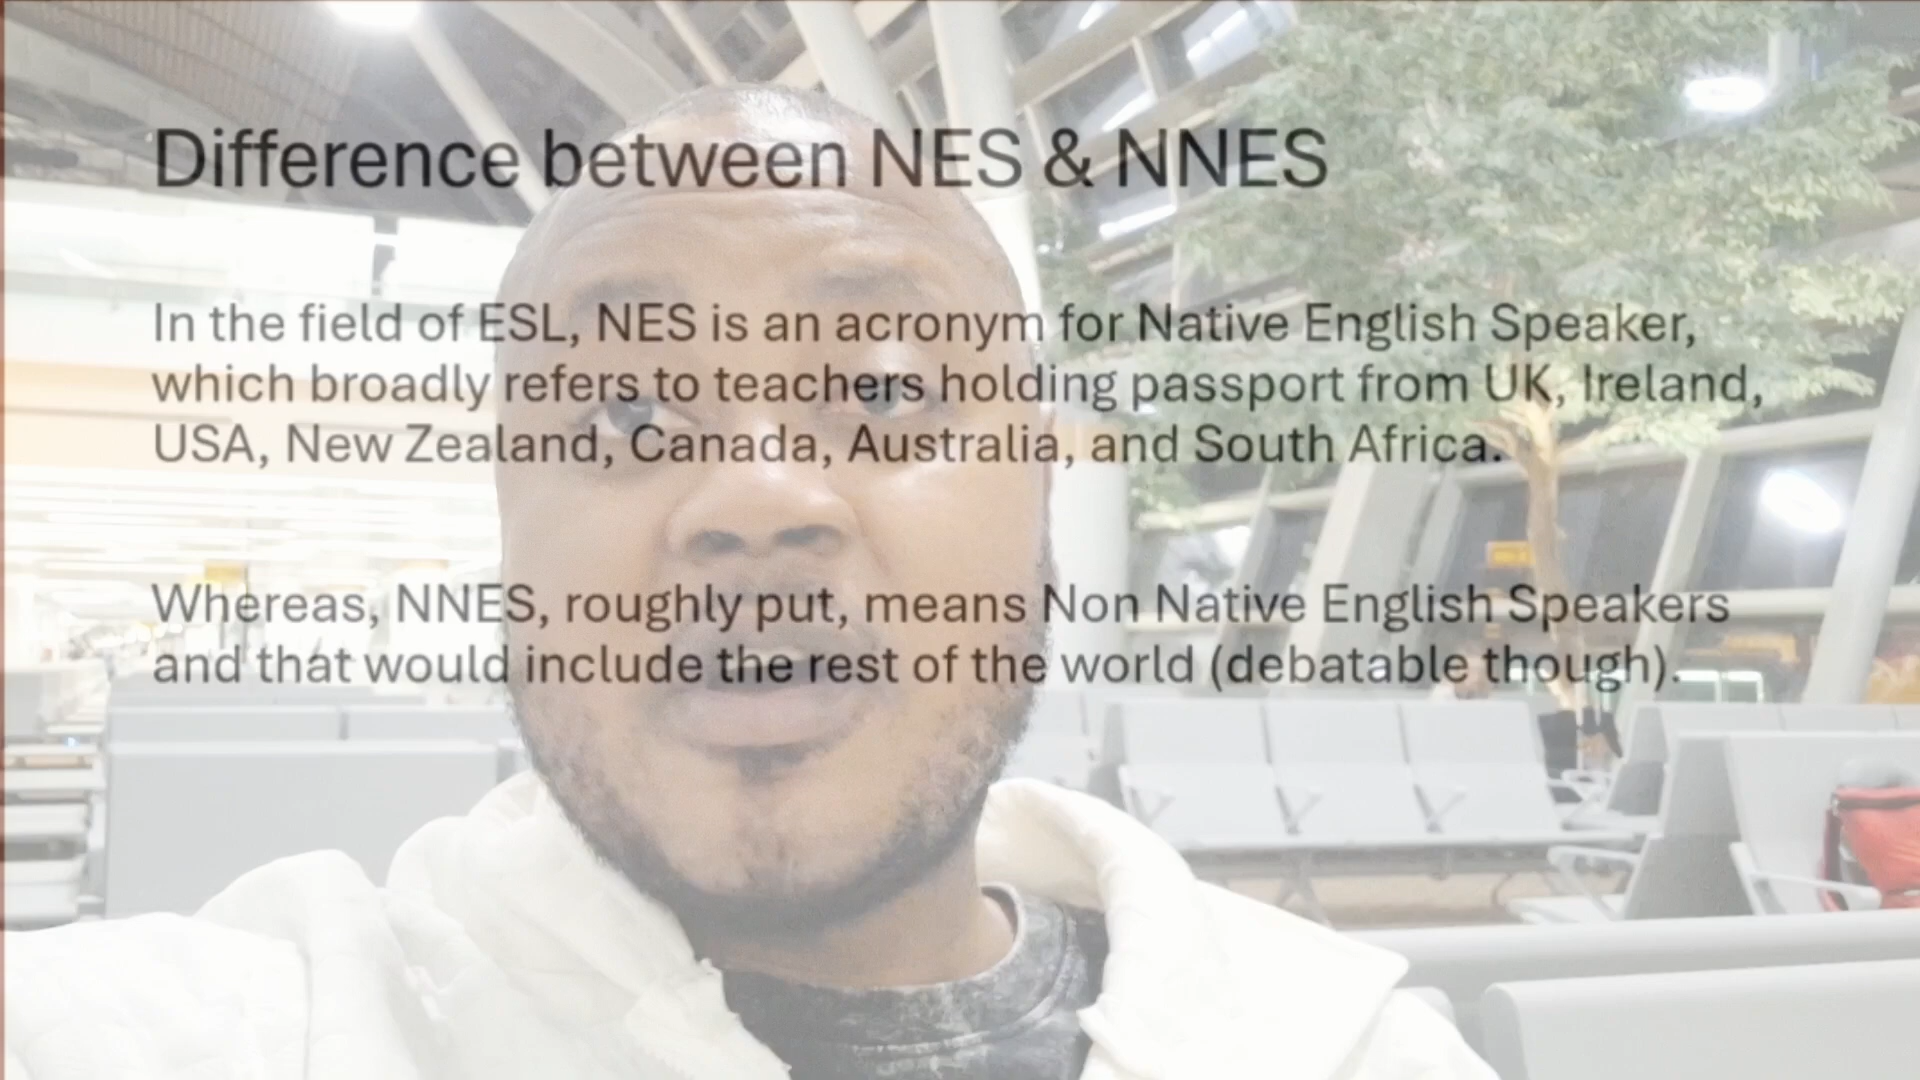 Difference between NES & NNES
In the field of ESL, NES is an acronym for Native English Speaker,
which broadly refers to teachers holding passport from UK, Ireland,
USA, New Zealand, Canada, Australia, and South Africa.
Whereas, NNES, roughly put, means Non Native English Speakers
and that would include the rest of the world (debatable though).